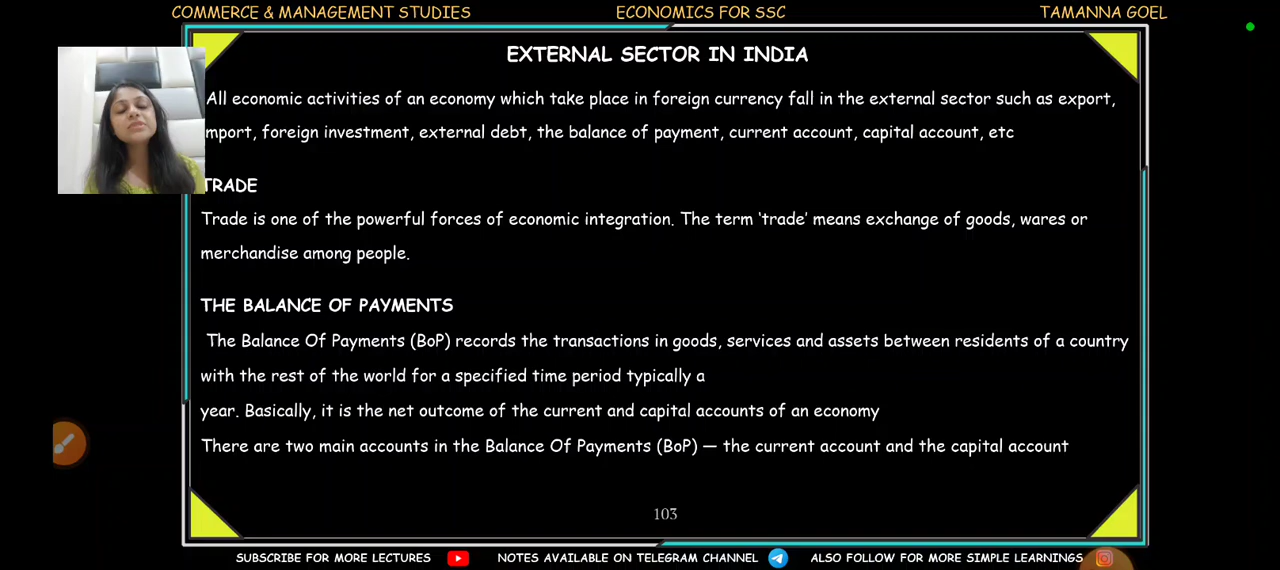 COMMERCE & MANAGEMENT STUDIES ECONOMICS FOR SSC TAMANNA GOEL
EXTERNAL SECTOR IN INDIA
All economic activities of an economy which take place in foreign currency fall in the external sector such as export,
mport, foreign investment, external debt, the balance of payment, current account, capital account, etc
TRADE
Trade is one of the powerful forces of economic integration. The term ‘trade’ means exchange of goods, wares or
merchandise among people.
THE BALANCE OF PAYMENTS
The Balance Of Payments (BoP) records the transactions in goods, services and assets between residents of a country
with the rest of the world for a specified time period typically a
year. Basically, it is the net outcome of the current and capital accounts of an economy
There are two main accounts in the Balance Of Payments (BoP) — the current account and the capital account
103
SUBSCRIBE FOR MORE LECTURES NOTES AVAILABLE ON TELEGRAM CHANNEL ALSO FOLLOW FOR MORE SIMPLE LEARNINGS